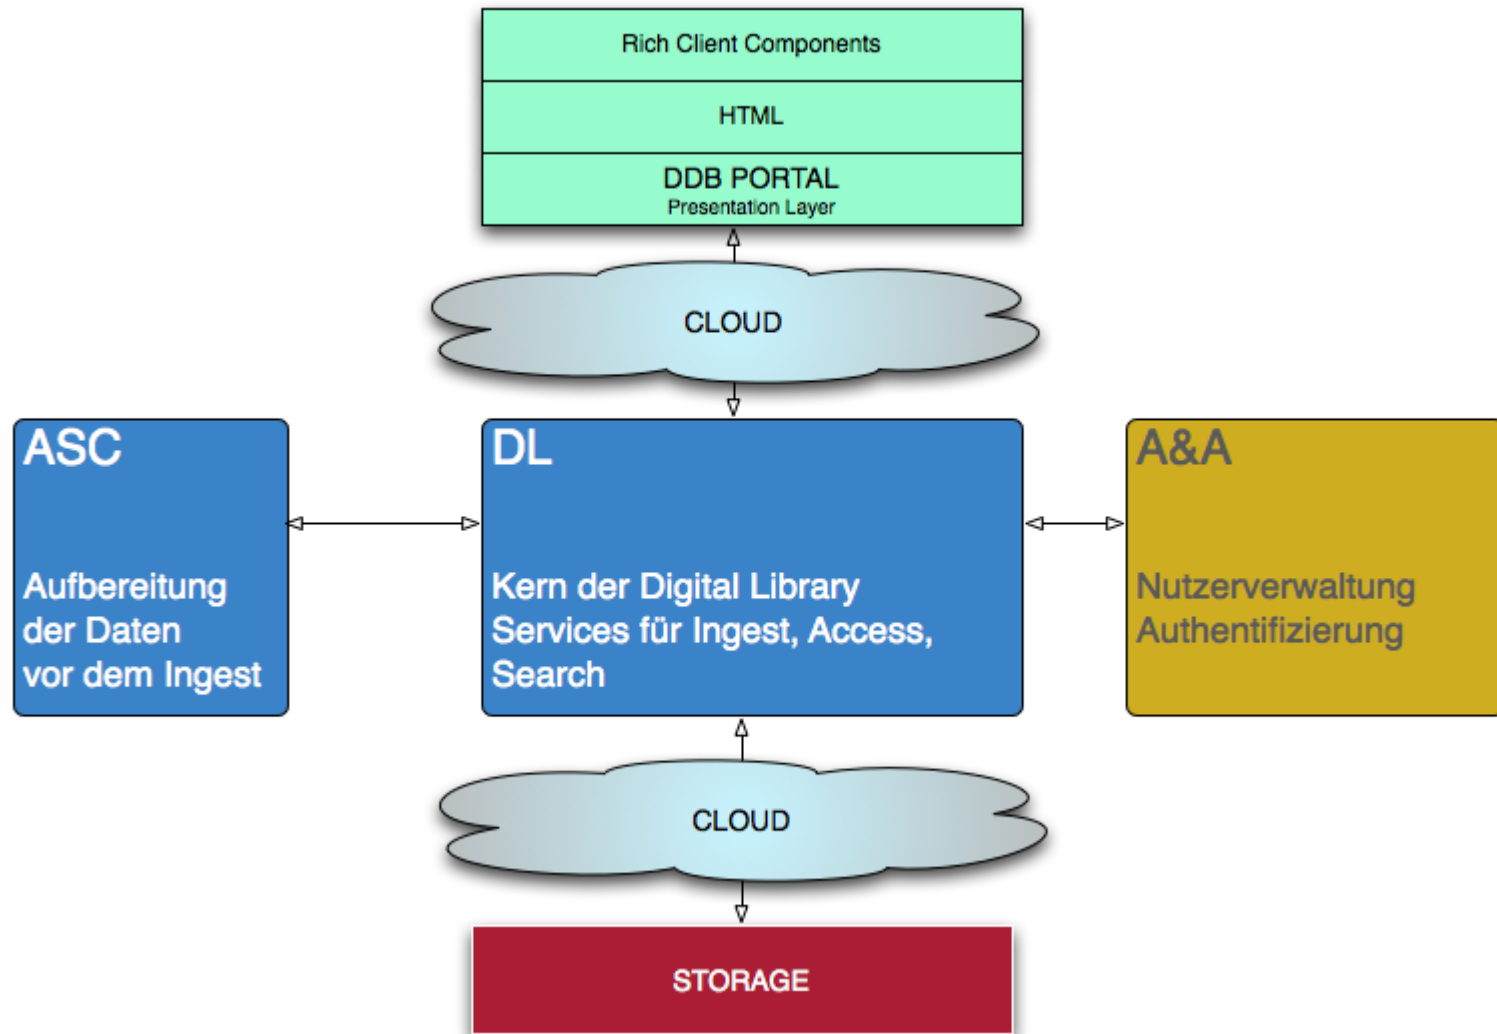 Rich Client Components
HTML
DDB PORTAL
Presentation Layer
CLOUD
ASC
Aufbereitung
der Daten
vor dem Ingest
DL
Kern der Digital Library
Services für Ingest, Access,
Search
A&A
Nutzerverwaltung
Authentifizierung
CLOUD
STORAGE